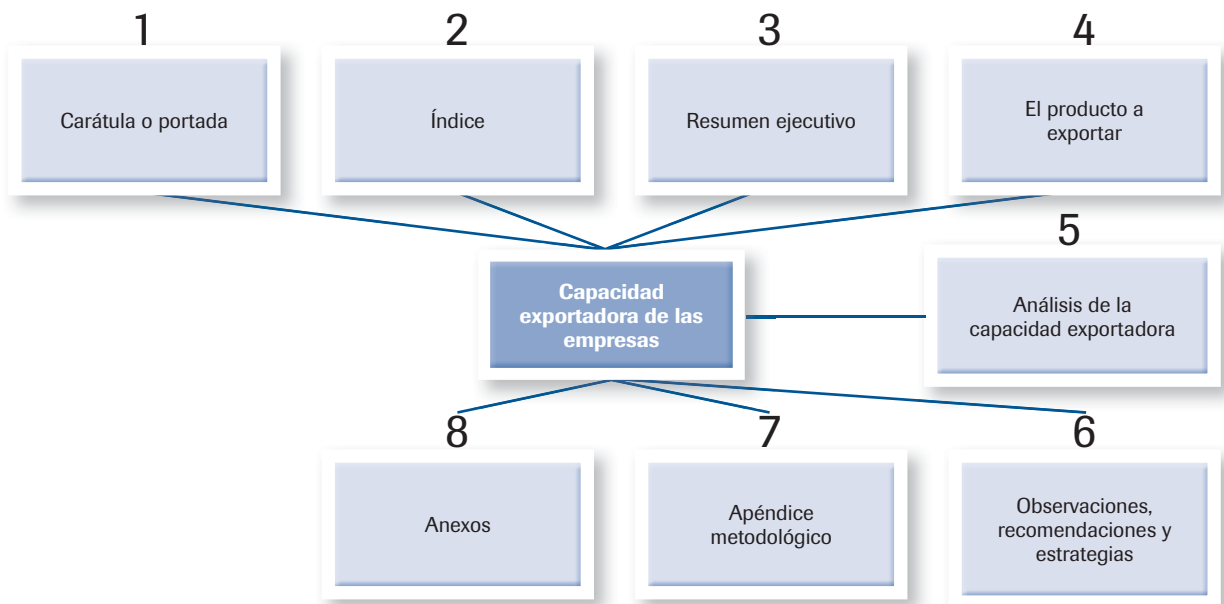 1
Carátula o portada
2
Índice
3
Resumen ejecutivo
4
El producto a
exportar
Capacidad
exportadora de las
empresas
5
Análisis de la
capacidad exportadora
8
Anexos
7
Apéndice
metodológico
6
Observaciones,
recomendaciones y
estrategias